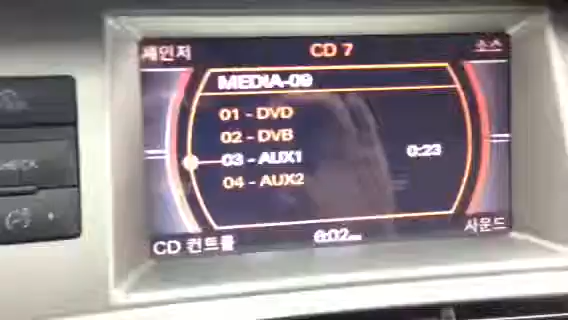 체인저
CD 7
소스
MEDIA-09
01 - DVD
02 - DVB
03 - AUX1
0:23
04 - AUX2
CD 컨트롤
6:02
사운드